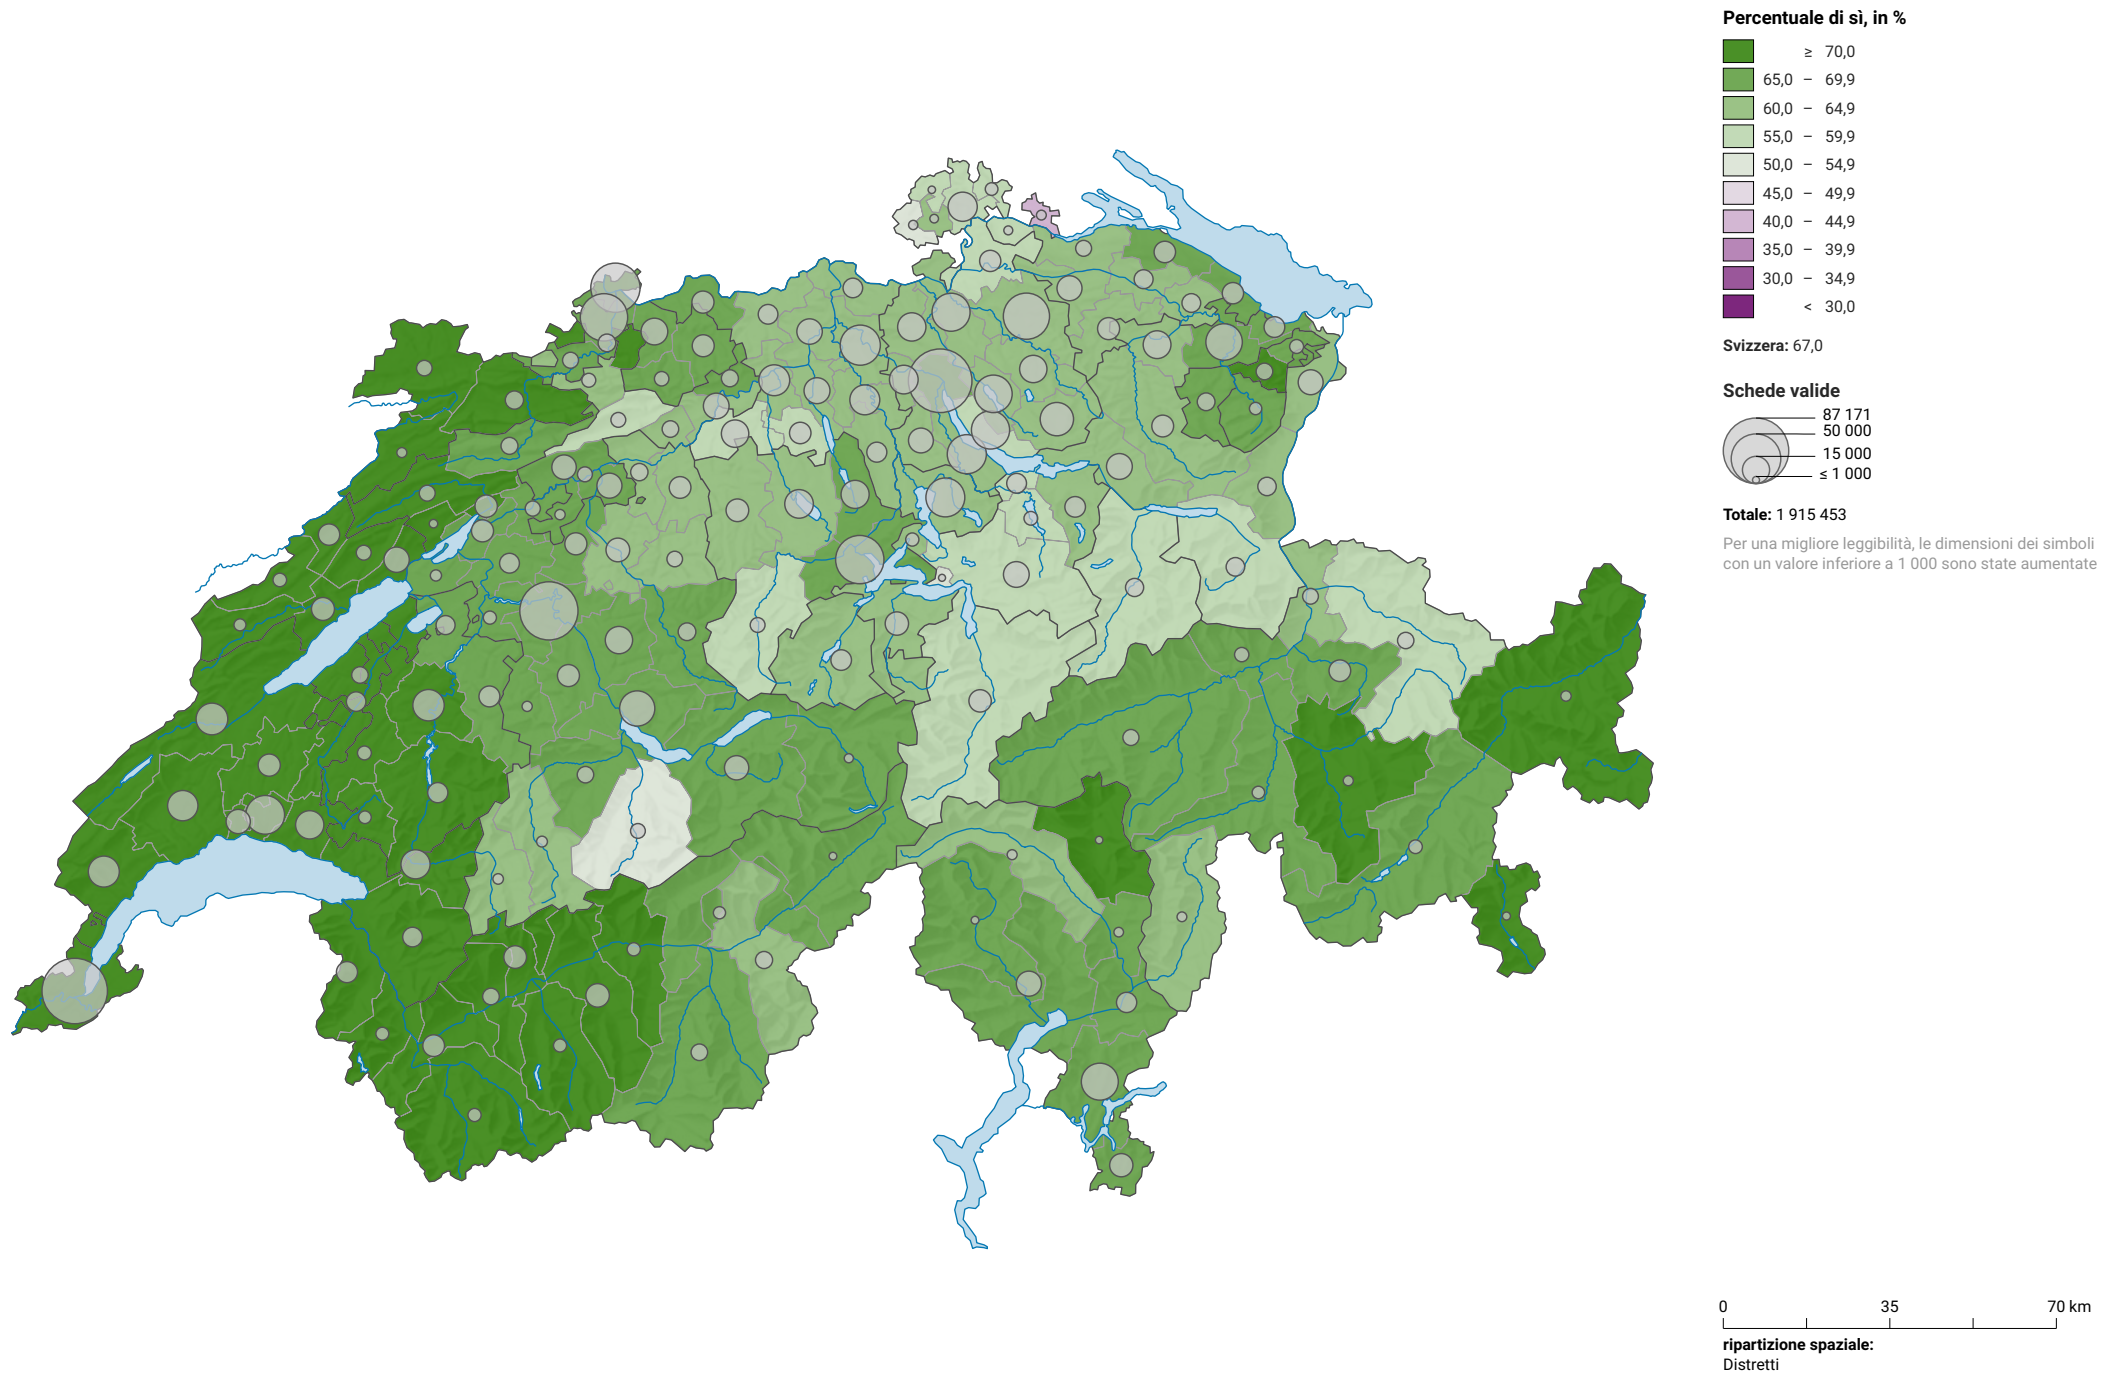 Percentuale di sì, in %
≥ 70,0
65,0 – 69,9
60,0 – 64,9
55,0 – 59,9
50,0 – 54,9
45,0 – 49,9
40,0 – 44,9
35,0 – 39,9
30,0 – 34,9
< 30,0
Svizzera: 67,0
Schede valide
87 171
50 000
15 000
≤ 1 000
Totale: 1 915 453
Per una migliore leggibilità, le dimensioni dei simboli
con un valore inferiore a 1 000 sono state aumentate
0 35 70 km
ripartizione spaziale:
Distretti